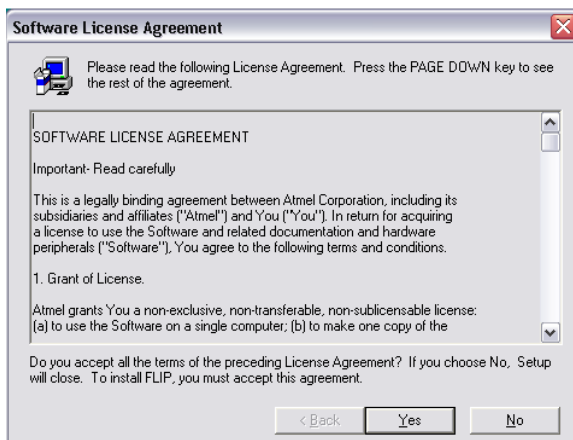 Software License Agreement
Please read the following License Agreement. Press the PAGE DOWN key to see
the rest of the agreement.
SOFTWARE LICENSE AGREEMENT
Important- Read carefully
This is a legally binding agreement between Atmel Corporation, including its
subsidiaries and affiliates ("Atmel") and You ("You"). In return for acquiring
a license to use the Software and related documentation and hardware
peripherals ("Software"), You agree to the following terms and conditions.
1. Grant of License.
Atmel grants You a non-exclusive, non-transferable, non-sublicensable license:
(a) to use the Software on a single computer; (b) to make one copy of the
Do you accept all the terms of the preceding License Agreement? If you choose No, Setup
will close. To install FLIP, you must accept this agreement.
< Back Yes No